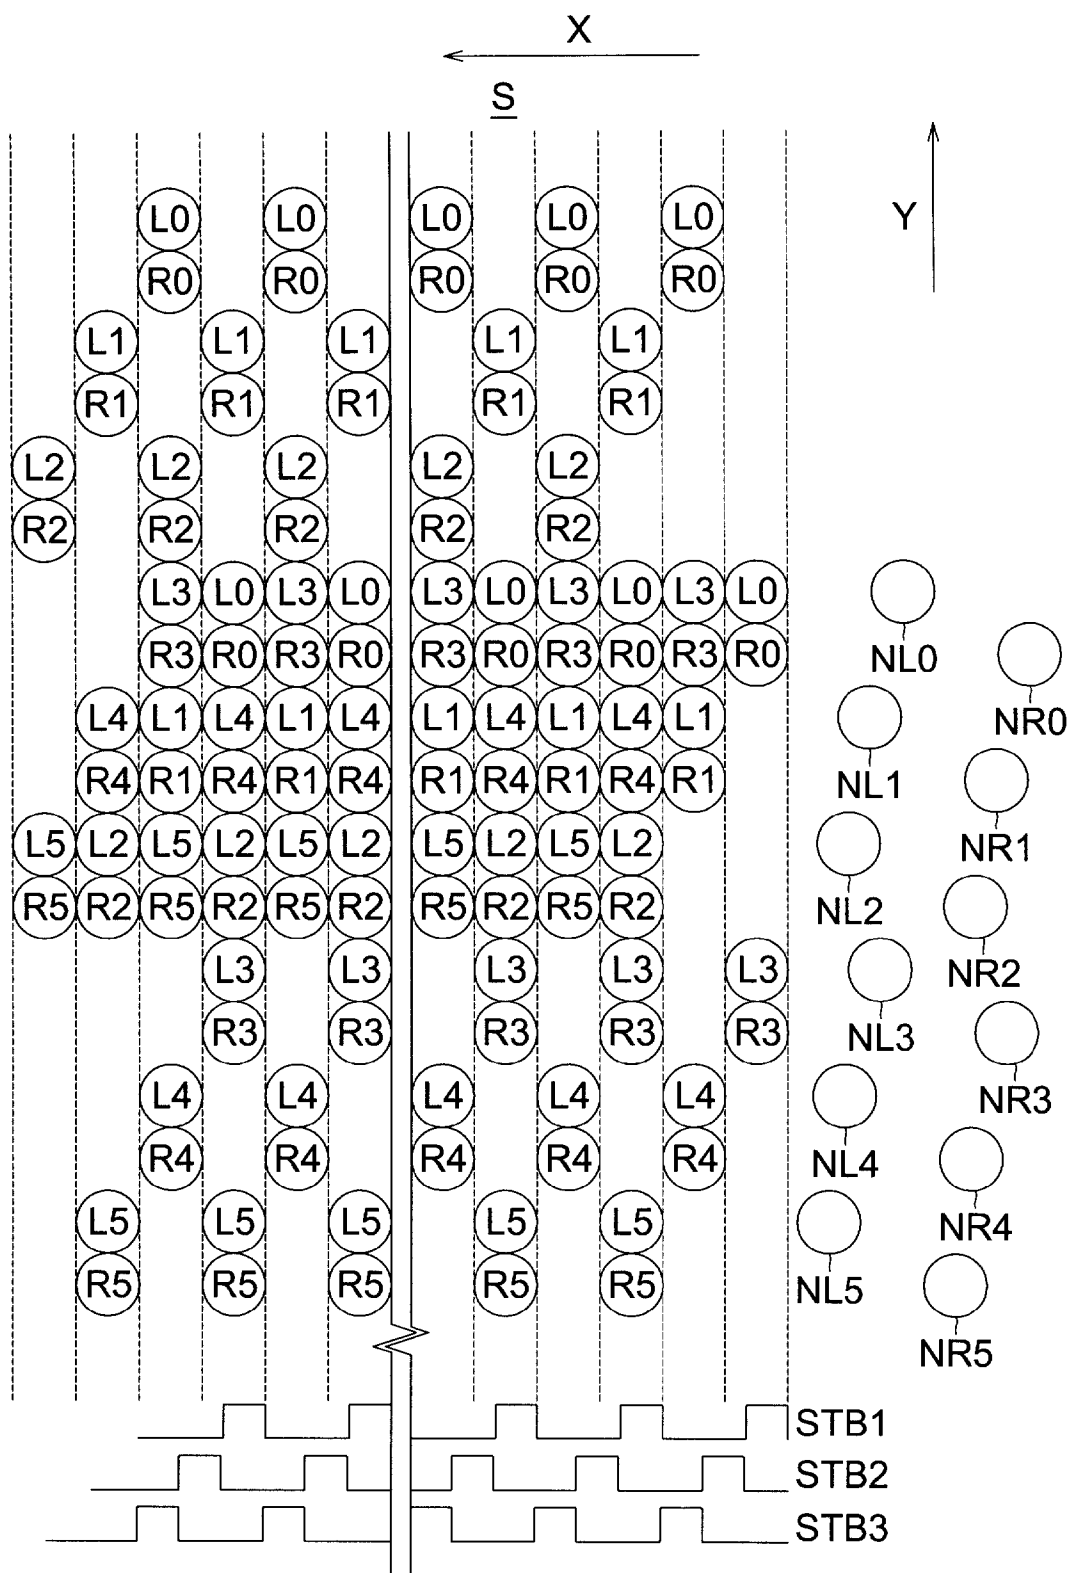 X
S
Y
L0 L0 L0 L0 L0
R0 R0 R0 R0 R0
L1 L1 L1 L1 L1
R1 R1 R1 R1 R1
L2 L2 L2 L2 L2
R2 R2 R2 R2 R2
L3 L0 L3 L0 L3 L0 L3 L0 L3 L0
R3 R0 R3 R0 R3 R0 R3 R0 R3 R0
NL0
L4 L1 L4 L1 L4 L1 L4 L1 L4 L1
NR0
R4 R1 R4 R1 R4 R1 R4 R1 R4 R1
NL1
L5 L2 L5 L2 L5 L2 L5 L2 L5 L2
NR1
R5 R2 R5 R2 R5 R2 R5 R2 R5 R2
NL2
L3 L3 L3 L3 L3
NR2
R3 R3 R3 R3 R3
NL3
L4 L4 L4 L4 L4
NR3
R4 R4 R4 R4 R4
NL4
L5 L5 L5 L5 L5
NR4
R5 R5 R5 R5 R5
NL5
NR5
STB1
STB2
STB3